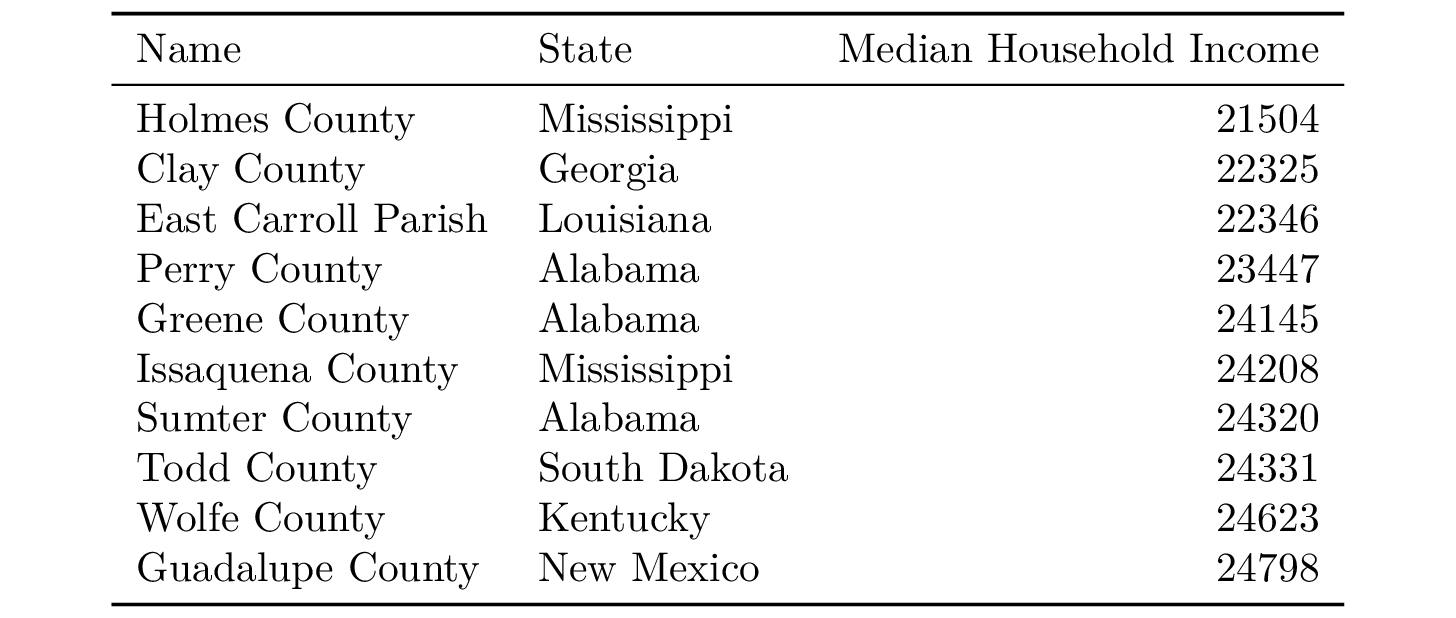 Name State Median Household Income
Holmes County Mississippi 21504
Clay County Georgia 22325
East Carroll Parish Louisiana 22346
Perry County Alabama 23447
Greene County Alabama 24145
Issaquena County Mississippi 24208
Sumter County Alabama 24320
Todd County South Dakota 24331
Wolfe County Kentucky 24623
Guadalupe County New Mexico 24798